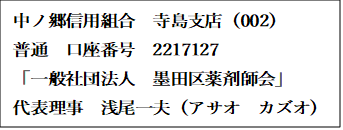 中ノ郷信用組合　寺島支店（002）
普通　口座番号　2217127
「一般社団法人　墨田区薬剤師会」
代表理事　浅尾一夫（アサオ　カズオ）